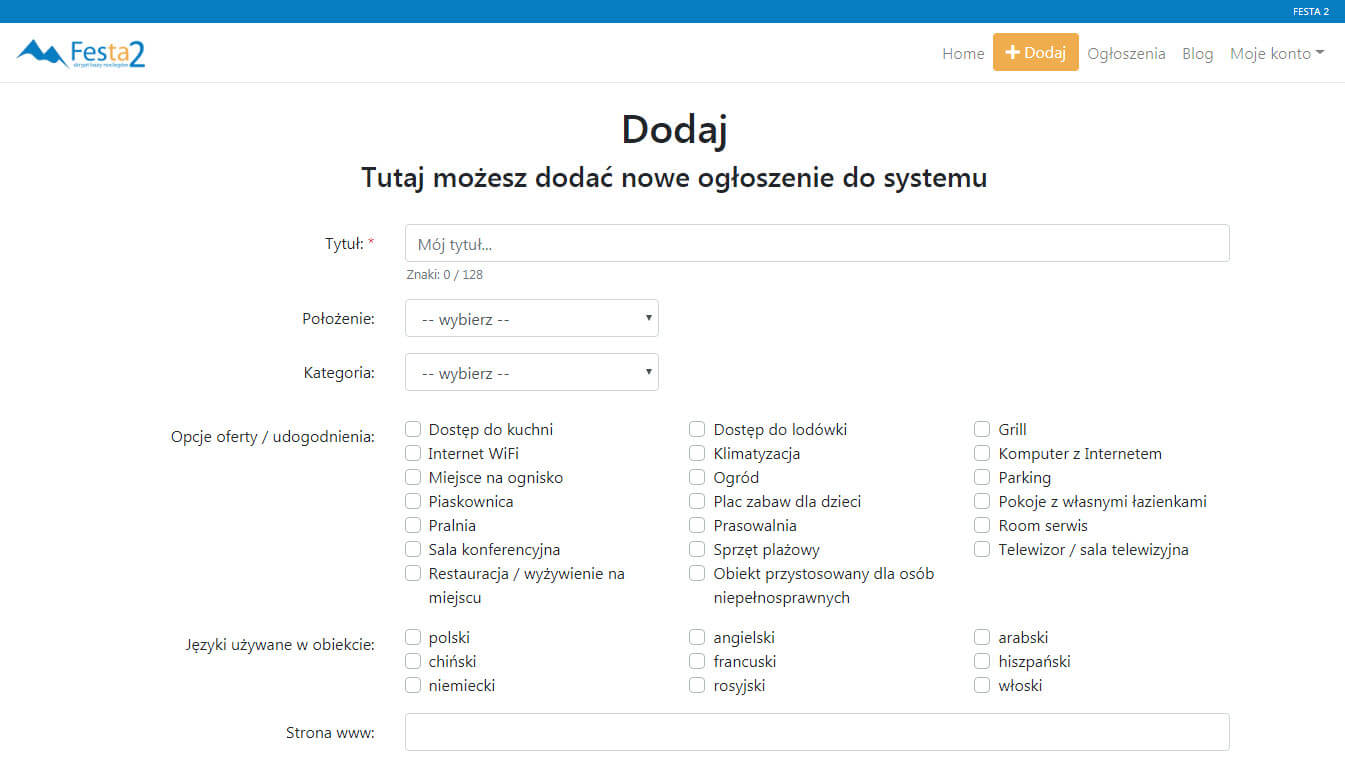 FESTA 2
Festa2
skrypt bazy noclegów
Home
Dodaj
Ogłoszenia
Blog
Moje konto
Dodaj
Tutaj możesz dodać nowe ogłoszenie do systemu
Tytuł: *
Mój tytuł...
Znaki: 0 / 128
Położenie:
-- wybierz --
Kategoria:
-- wybierz --
Opcje oferty / udogodnienia:
Dostęp do kuchni
Dostęp do lodówki
Grill
Internet WiFi
Klimatyzacja
Komputer z Internetem
Miejsce na ognisko
Ogród
Parking
Piaskownica
Plac zabaw dla dzieci
Pokoje z własnymi łazienkami
Pralnia
Prasowalnia
Room serwis
Sala konferencyjna
Sprzęt plażowy
Telewizor / sala telewizyjna
Restauracja / wyżywienie na
miejscu
Obiekt przystosowany dla osób
niepełnosprawnych
Języki używane w obiekcie:
polski
angielski
arabski
chiński
francuski
hiszpański
niemiecki
rosyjski
włoski
Strona www: